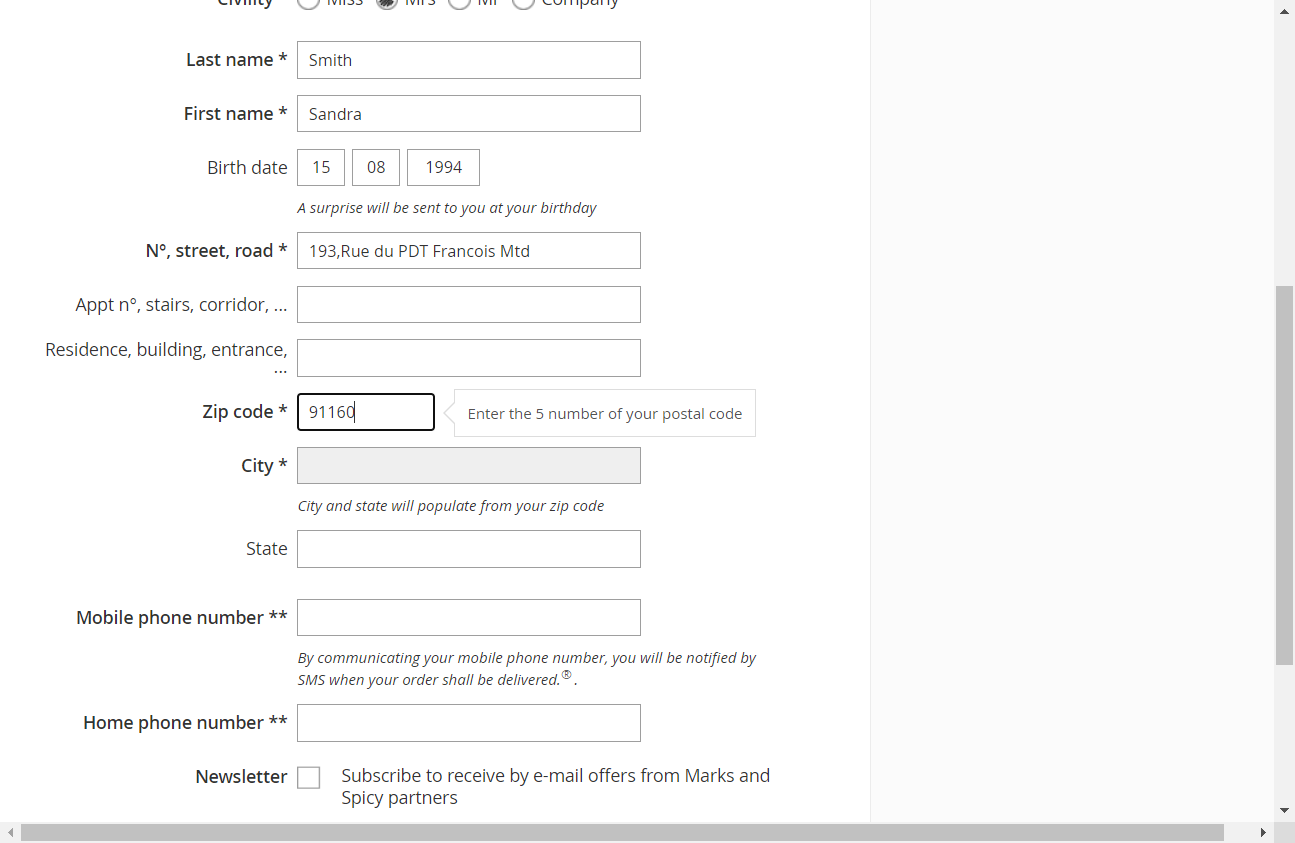 Civility Miss Mrs Mr Company
Last name * Smith
First name * Sandra
Birth date 15 08 1994
A surprise will be sent to you at your birthday
N°, street, road * 193,Rue du PDT Francois Mtd
Appt n°, stairs, corridor, ...
Residence, building, entrance,
...
Zip code * 91160 Enter the 5 number of your postal code
City *
City and state will populate from your zip code
State
Mobile phone number **
By communicating your mobile phone number, you will be notified by
SMS when your order shall be delivered.® .
Home phone number **
Newsletter Subscribe to receive by e-mail offers from Marks and
Spicy partners